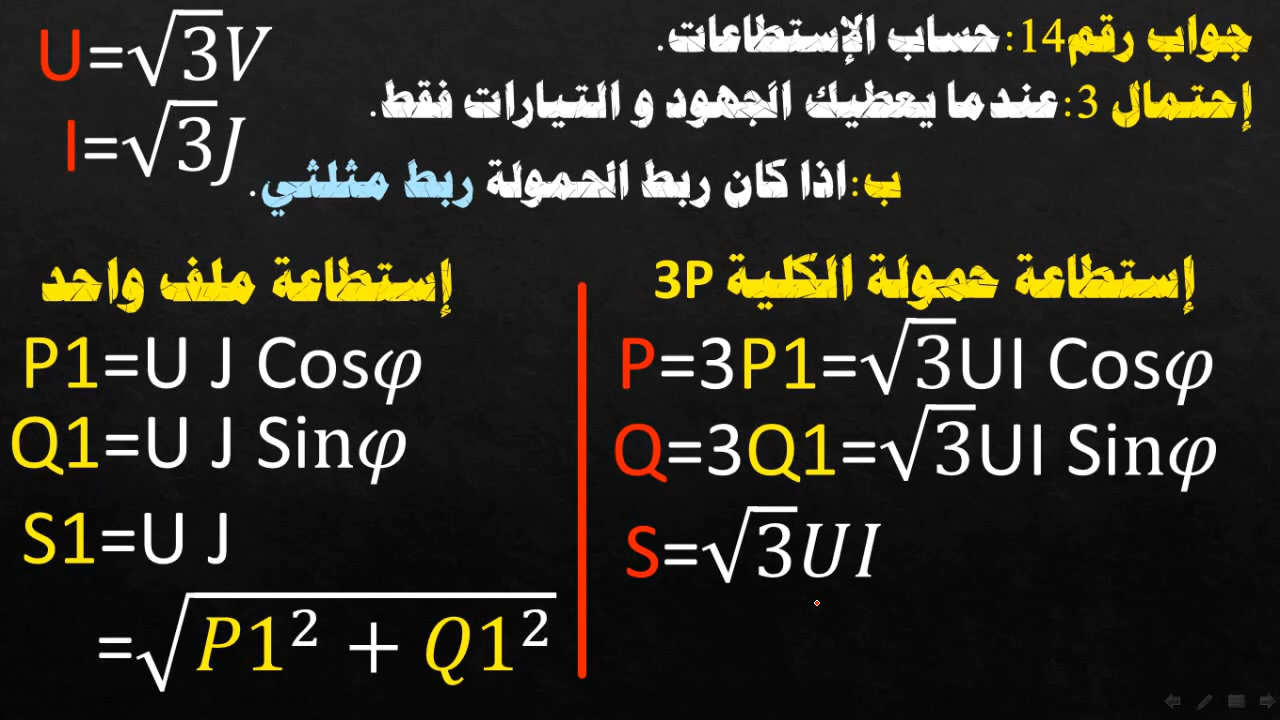 جواب رقم14:حساب الإستطاعات.
إحتمال 3:عندما يعطيك الجهود و التيارات فقط.
ب:اذا كان ربط الحمولة ربط مثلثي.
U=√3V
I=√3J
إستطاعة حمولة الكلية 3P
P=3P1=√3UI Cosφ
Q=3Q1=√3UI Sinφ
S=√3UI
إستطاعة ملف واحد
P1=U J Cosφ
Q1=U J Sinφ
S1=U J
=√(P1² + Q1²)